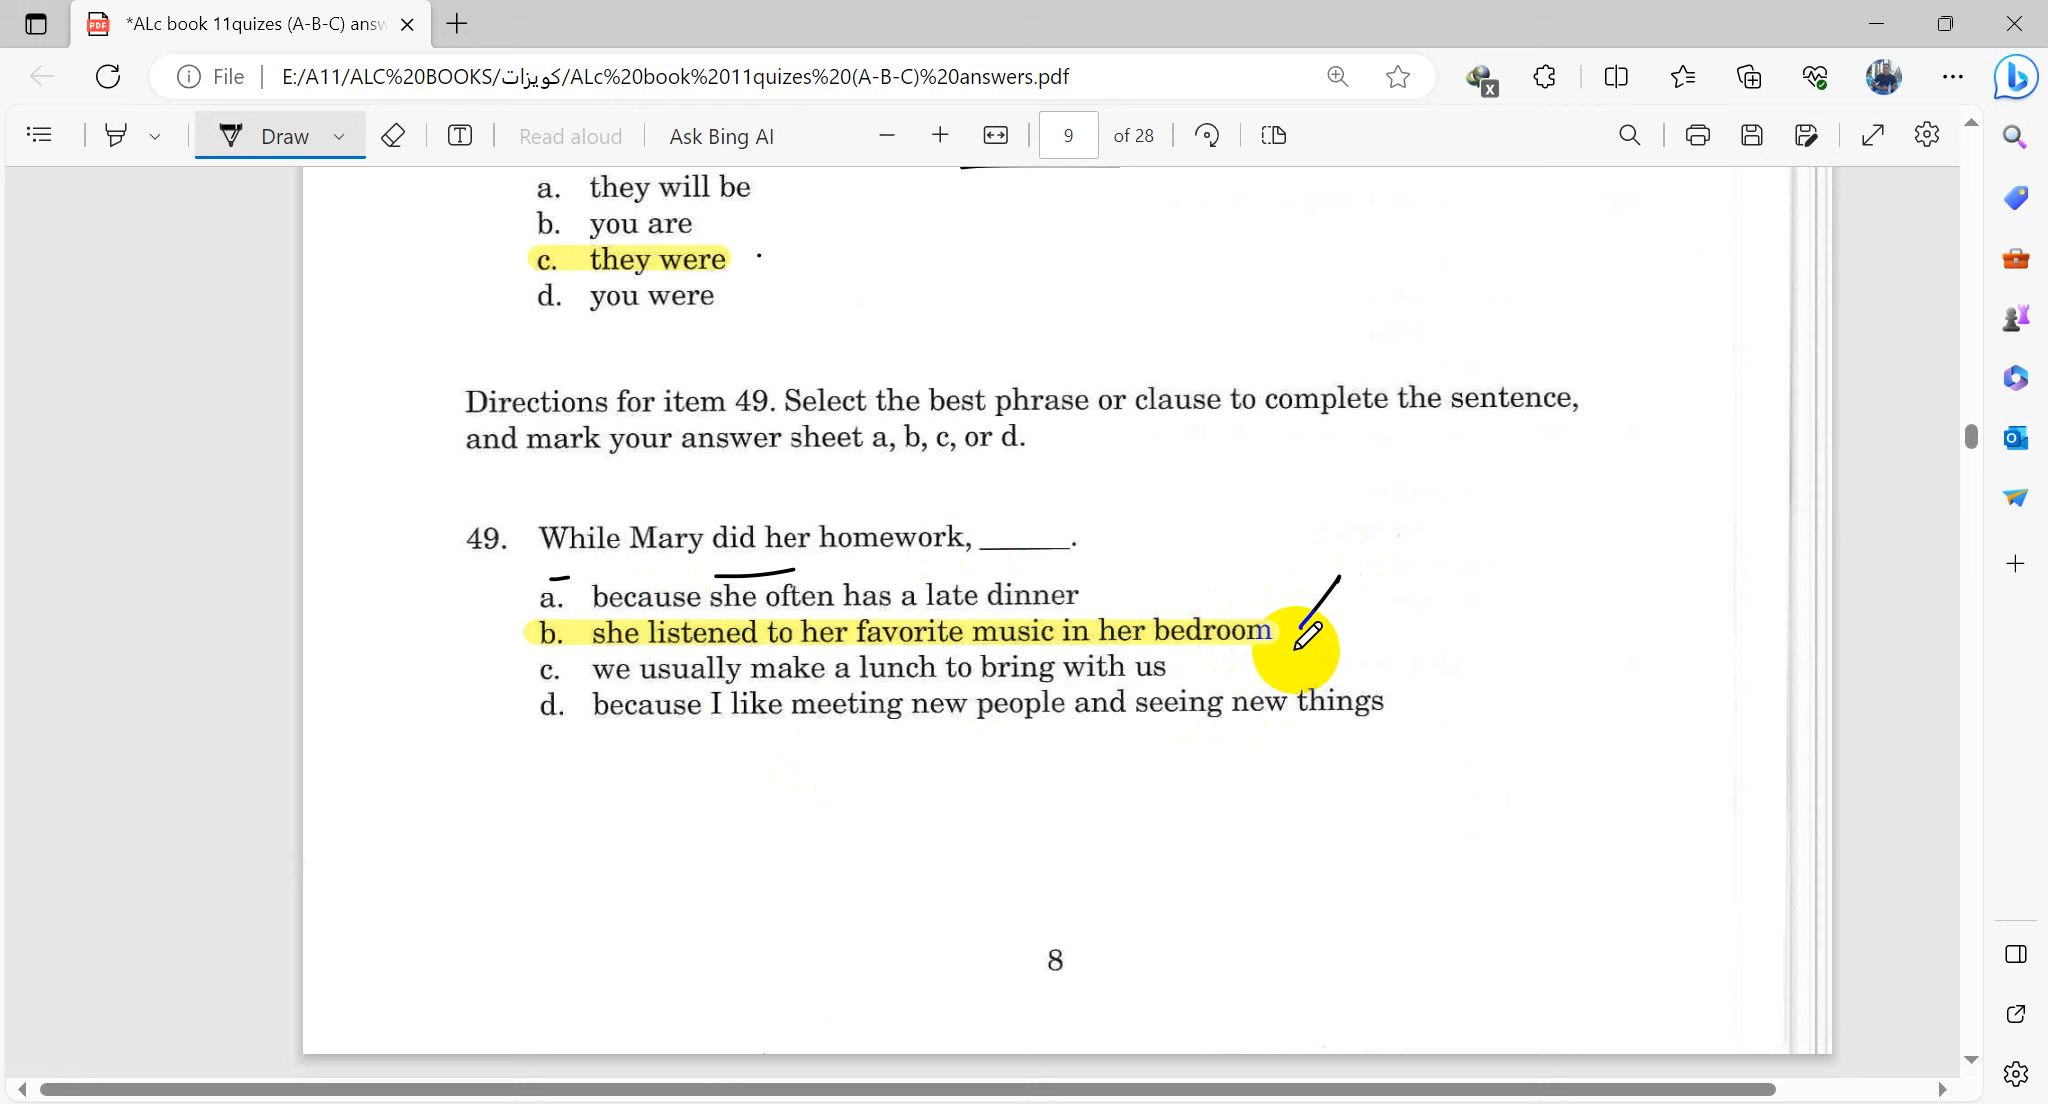 *ALc book 11quizes (A-B-C) answ
File
E:/A11/ALC%20BOOKS/كويزات/ALc%20book%2011quizes%20(A-B-C)%20answers.pdf
Draw
Read aloud
Ask Bing AI
9 of 28
a. they will be
b. you are
c. they were
d. you were
Directions for item 49. Select the best phrase or clause to complete the sentence,
and mark your answer sheet a, b, c, or d.
49. While Mary did her homework, ______.
a. because she often has a late dinner
b. she listened to her favorite music in her bedroom
c. we usually make a lunch to bring with us
d. because I like meeting new people and seeing new things
8